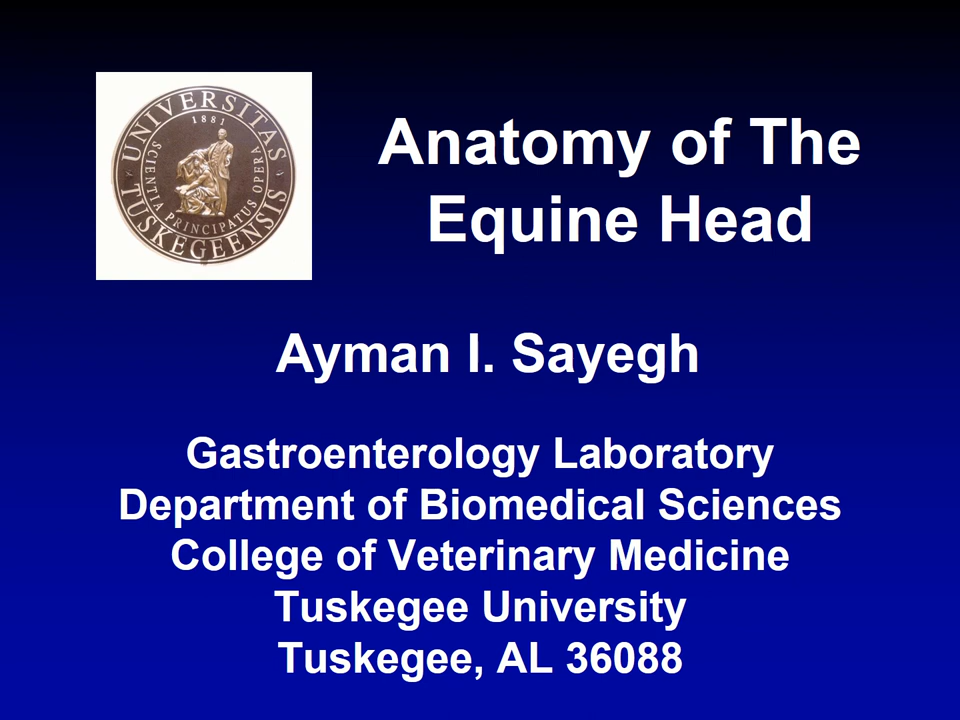 UNIVERSITAS
1881
SCIENTIA PRINCIPATUS OPERA
TUSKEGEENSIS
Anatomy of The
Equine Head
Ayman I. Sayegh
Gastroenterology Laboratory
Department of Biomedical Sciences
College of Veterinary Medicine
Tuskegee University
Tuskegee, AL 36088